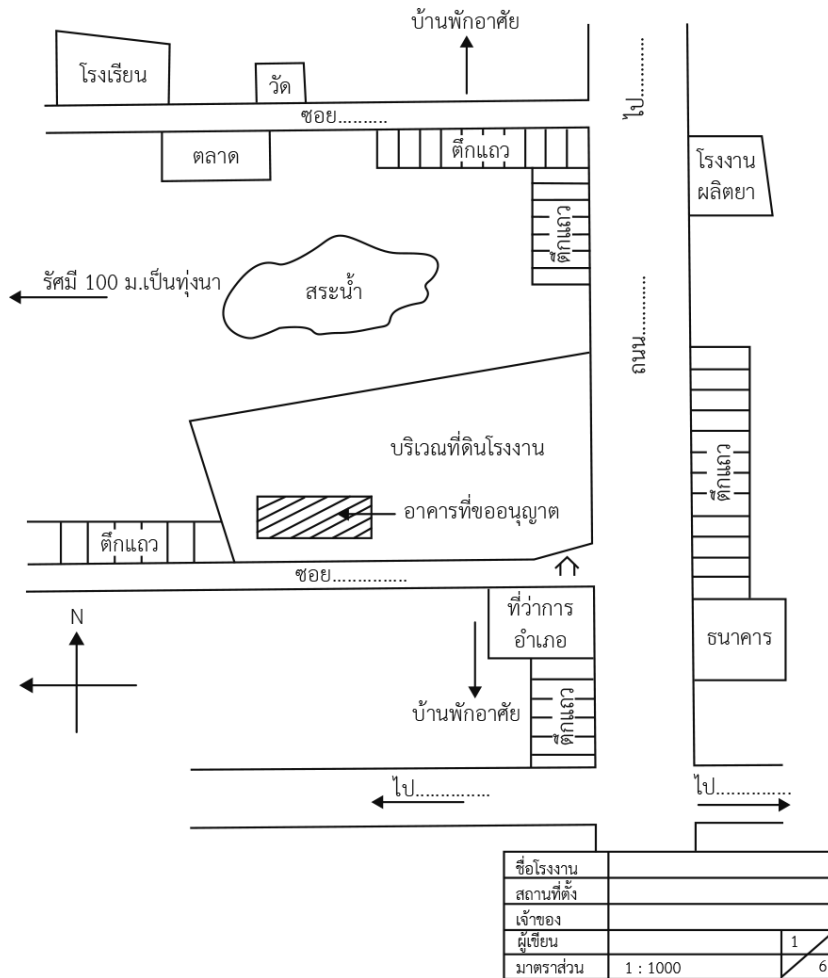 บ้านพักอาศัย
ไป............
โรงเรียน
วัด
ซอย..........
ตลาด
ตึกแถว
โรงงาน
ผลิตยา
ตึกแถว
รัศมี 100 ม.เป็นทุ่งนา
สระน้ำ
ถนน............
บริเวณที่ดินโรงงาน
ตึกแถว
อาคารที่ขออนุญาต
ตึกแถว
ซอย...............
N
ที่ว่าการ
อำเภอ
ธนาคาร
บ้านพักอาศัย
ตึกแถว
ไป...............
ไป...............
ชื่อโรงงาน
สถานที่ตั้ง
เจ้าของ
ผู้เขียน
1
มาตราส่วน 1 : 1000 6